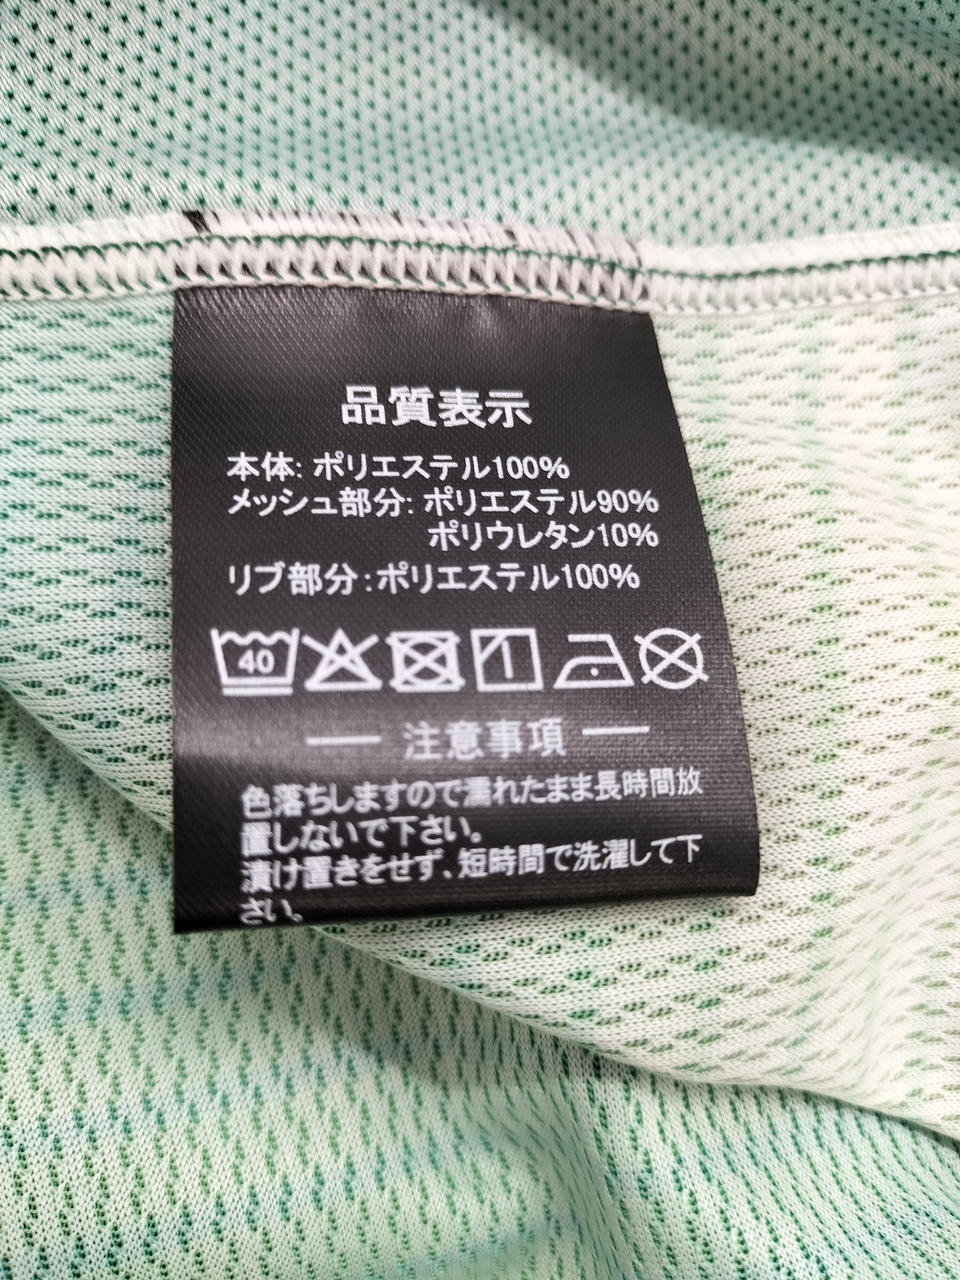 品質表示
本体: ポリエステル100%
メッシュ部分: ポリエステル90%
ポリウレタン10%
リブ部分:ポリエステル100%
40
注意事項
色落ちしますので濡れたまま長時間放
置しないで下さい。
漬け置きをせず、短時間で洗濯して下
さい。